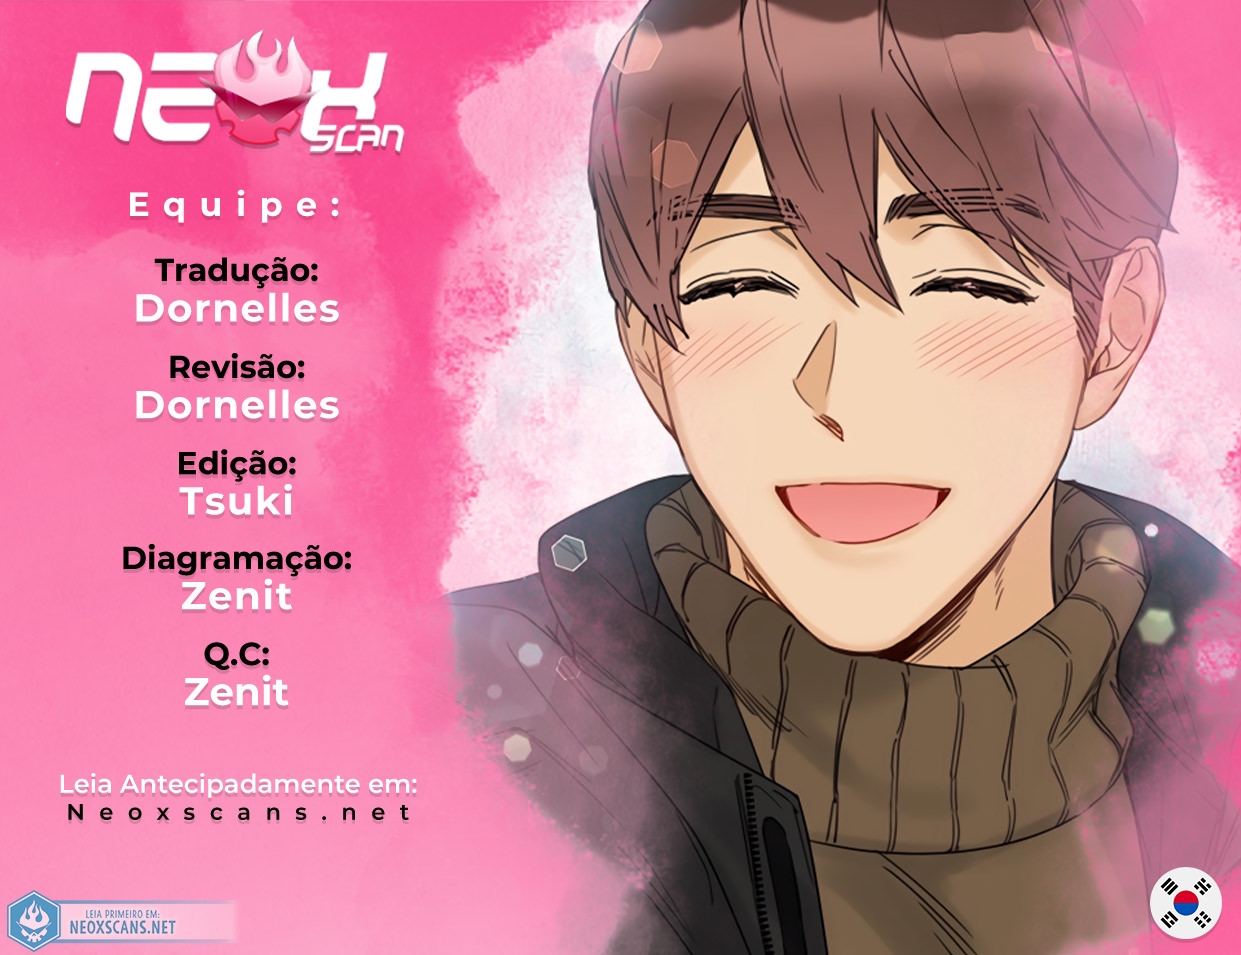 NEOX
SCAN
Equipe:
Tradução:
Dornelles
Revisão:
Dornelles
Edição:
Tsuki
Diagramação:
Zenit
Q.C:
Zenit
Leia Antecipadamente em:
Neoxscans.net
LEIA PRIMEIRO EM:
NEOXSCANS.NET